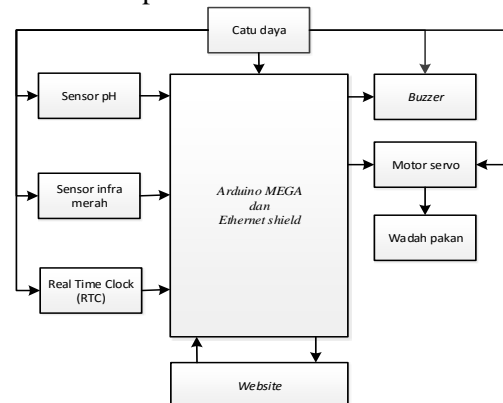 Catu daya
Sensor pH
Buzzer
Arduino MEGA
dan
Ethernet shield
Sensor infra
merah
Motor servo
Wadah pakan
Real Time Clock
(RTC)
Website